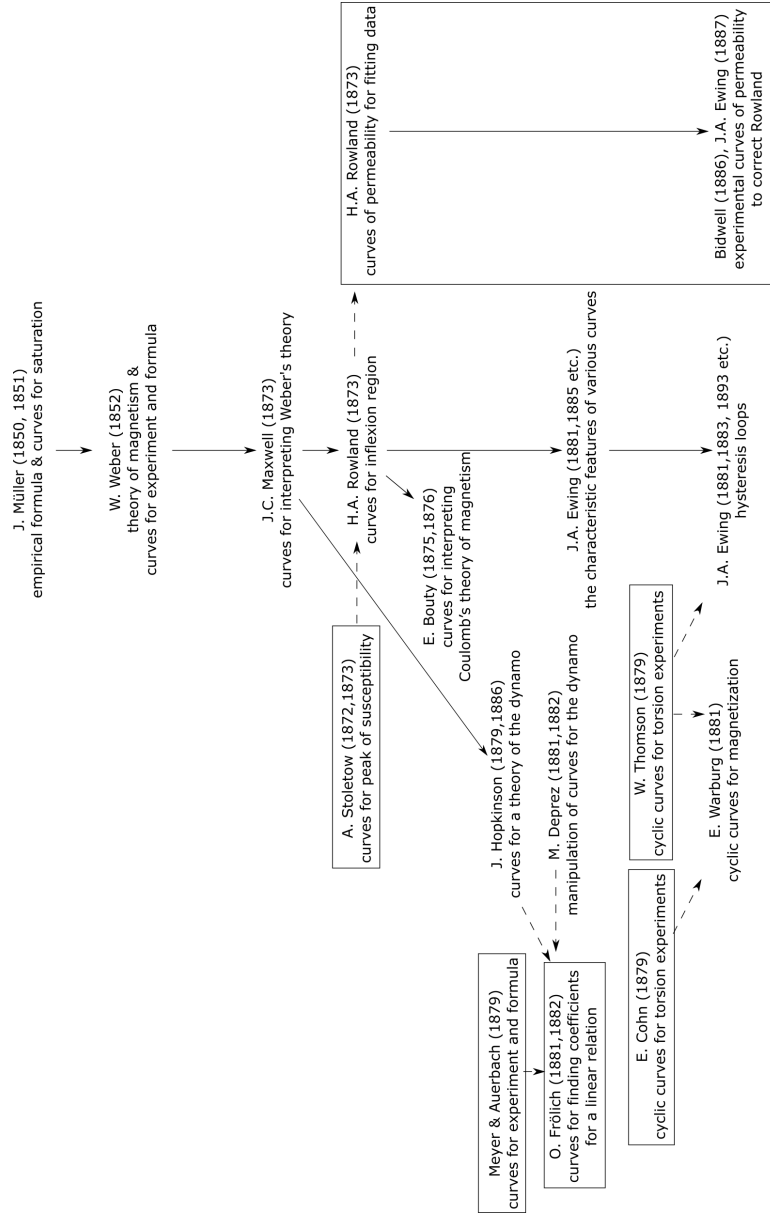 J. Müller (1850, 1851)
empirical formula & curves for saturation
W. Weber (1852)
theory of magnetism &
curves for experiment and formula
J.C. Maxwell (1873)
curves for interpreting Weber's theory
A. Stoletow (1872,1873)
curves for peak of susceptibility
H.A. Rowland (1873)
curves for inflexion region
H.A. Rowland (1873)
curves of permeability for fitting data
E. Bouty (1875,1876)
curves for interpreting
Coulomb's theory of magnetism
Meyer & Auerbach (1879)
curves for experiment and formula
J. Hopkinson (1879,1886)
curves for a theory of the dynamo
O. Frölich (1881,1882)
curves for finding coefficients
for a linear relation
M. Deprez (1881,1882)
manipulation of curves for the dynamo
J.A. Ewing (1881,1885 etc.)
the characteristic features of various curves
E. Cohn (1879)
cyclic curves for torsion experiments
W. Thomson (1879)
cyclic curves for torsion experiments
E. Warburg (1881)
cyclic curves for magnetization
J.A. Ewing (1881,1883, 1893 etc.)
hysteresis loops
Bidwell (1886), J.A. Ewing (1887)
experimental curves of permeability
to correct Rowland